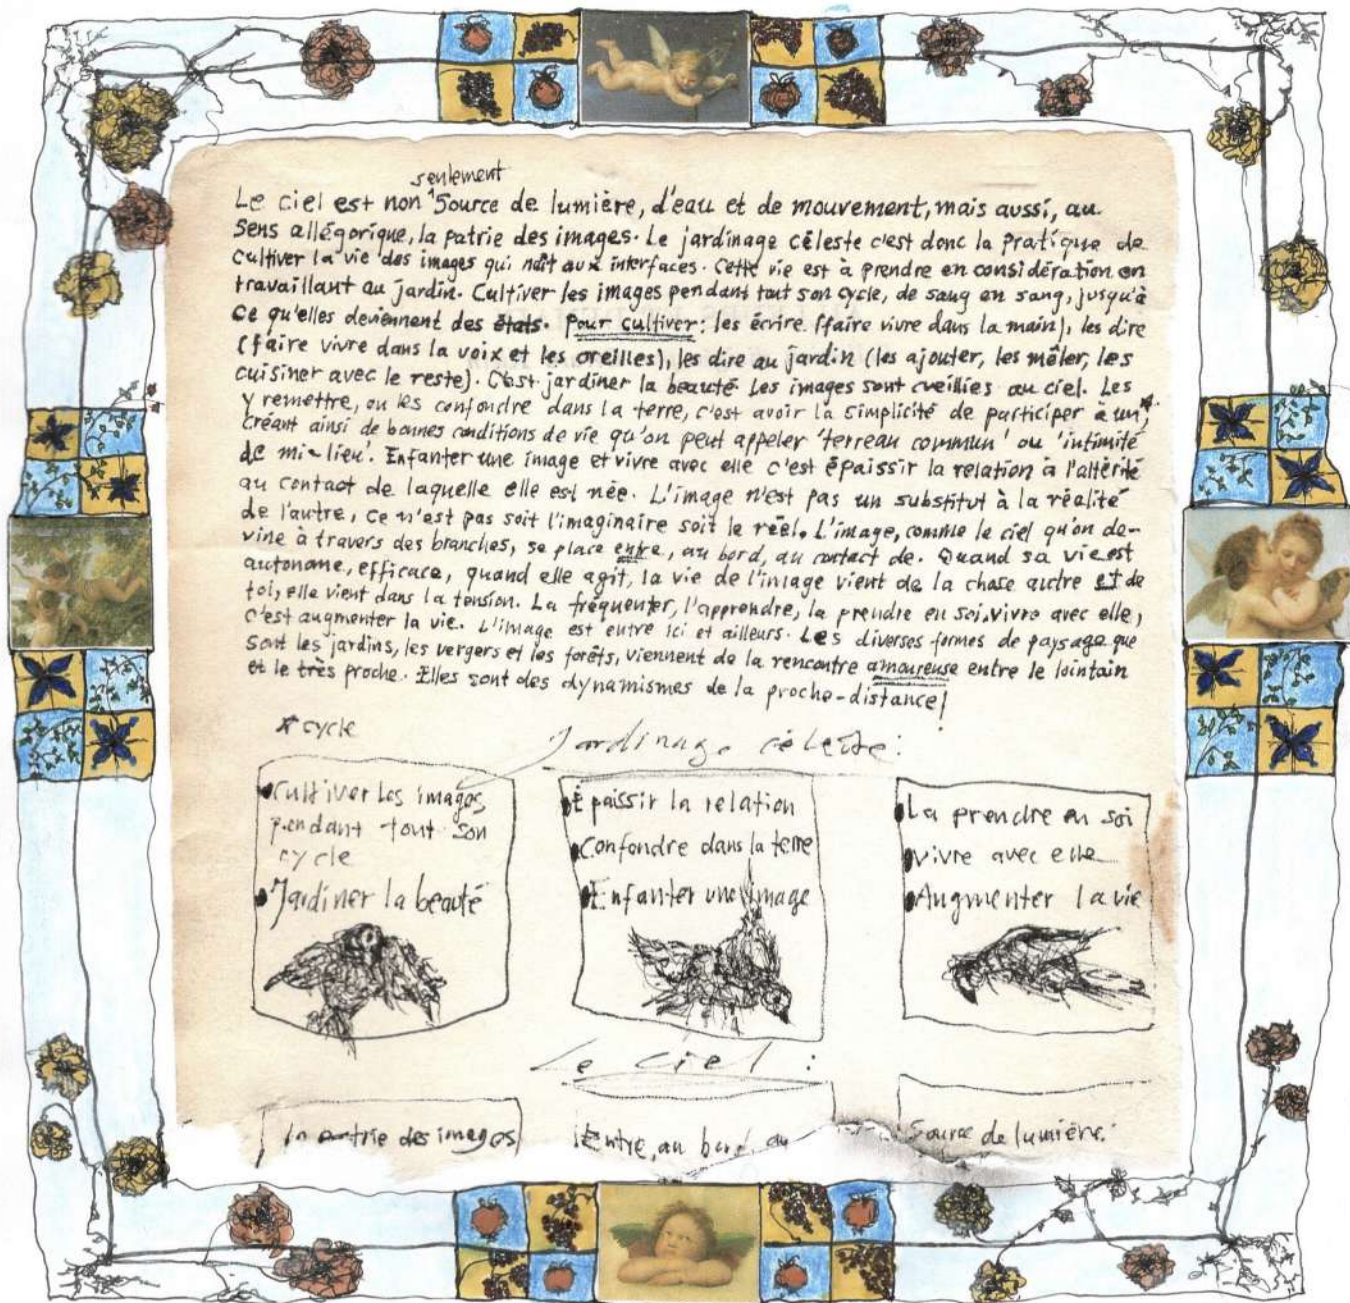 Le ciel est non seulement source de lumière, d'eau et de mouvement, mais aussi, au
sens allégorique, la patrie des images. Le jardinage céleste c'est donc la pratique de
cultiver la vie des images qui naît aux interfaces. Cette vie est à prendre en considération en
travaillant au jardin. Cultiver les images pendant tout son cycle, de sang en sang, jusqu'à
ce qu'elles deviennent des états. Pour cultiver: les écrire (faire vivre dans la main), les dire
(faire vivre dans la voix et les oreilles), les dire au jardin (les ajouter, les mêler, les
cuisiner avec le reste). C'est jardiner la beauté. Les images sont cueillies au ciel. Les
y remettre, ou les confondre dans la terre, c'est avoir la simplicité de participer à un*,
créant ainsi de bonnes conditions de vie qu'on peut appeler 'terreau commun' ou 'intimité
de mi-lieu'. Enfanter une image et vivre avec elle c'est épaissir la relation à l'altérité
au contact de laquelle elle est née. L'image n'est pas un substitut à la réalité
de l'autre, ce n'est pas soit l'imaginaire soit le réel. L'image, comme le ciel qu'on de-
vine à travers des branches, se place entre, au bord, au contact de. Quand sa vie est
autonome, efficace, quand elle agit, la vie de l'image vient de la chose autre et de
toi, elle vient dans la tension. La fréquenter, l'apprendre, la prendre en soi, vivre avec elle,
c'est augmenter la vie. L'image est entre ici et ailleurs. Les diverses formes de paysage que
sont les jardins, les vergers et les forêts, viennent de la rencontre amoureuse entre le lointain
et le très proche. Elles sont des dynamismes de la proche-distance!
* cycle
Jardinage céleste:
Cultiver les images
pendant tout son
cycle
Jardiner la beauté
Épaissir la relation
Confondre dans la terre
Enfanter une image
La prendre en soi
vivre avec elle
Augmenter la vie
Le ciel :
la patrie des images
Entre, au bord, au
Source de lumière.